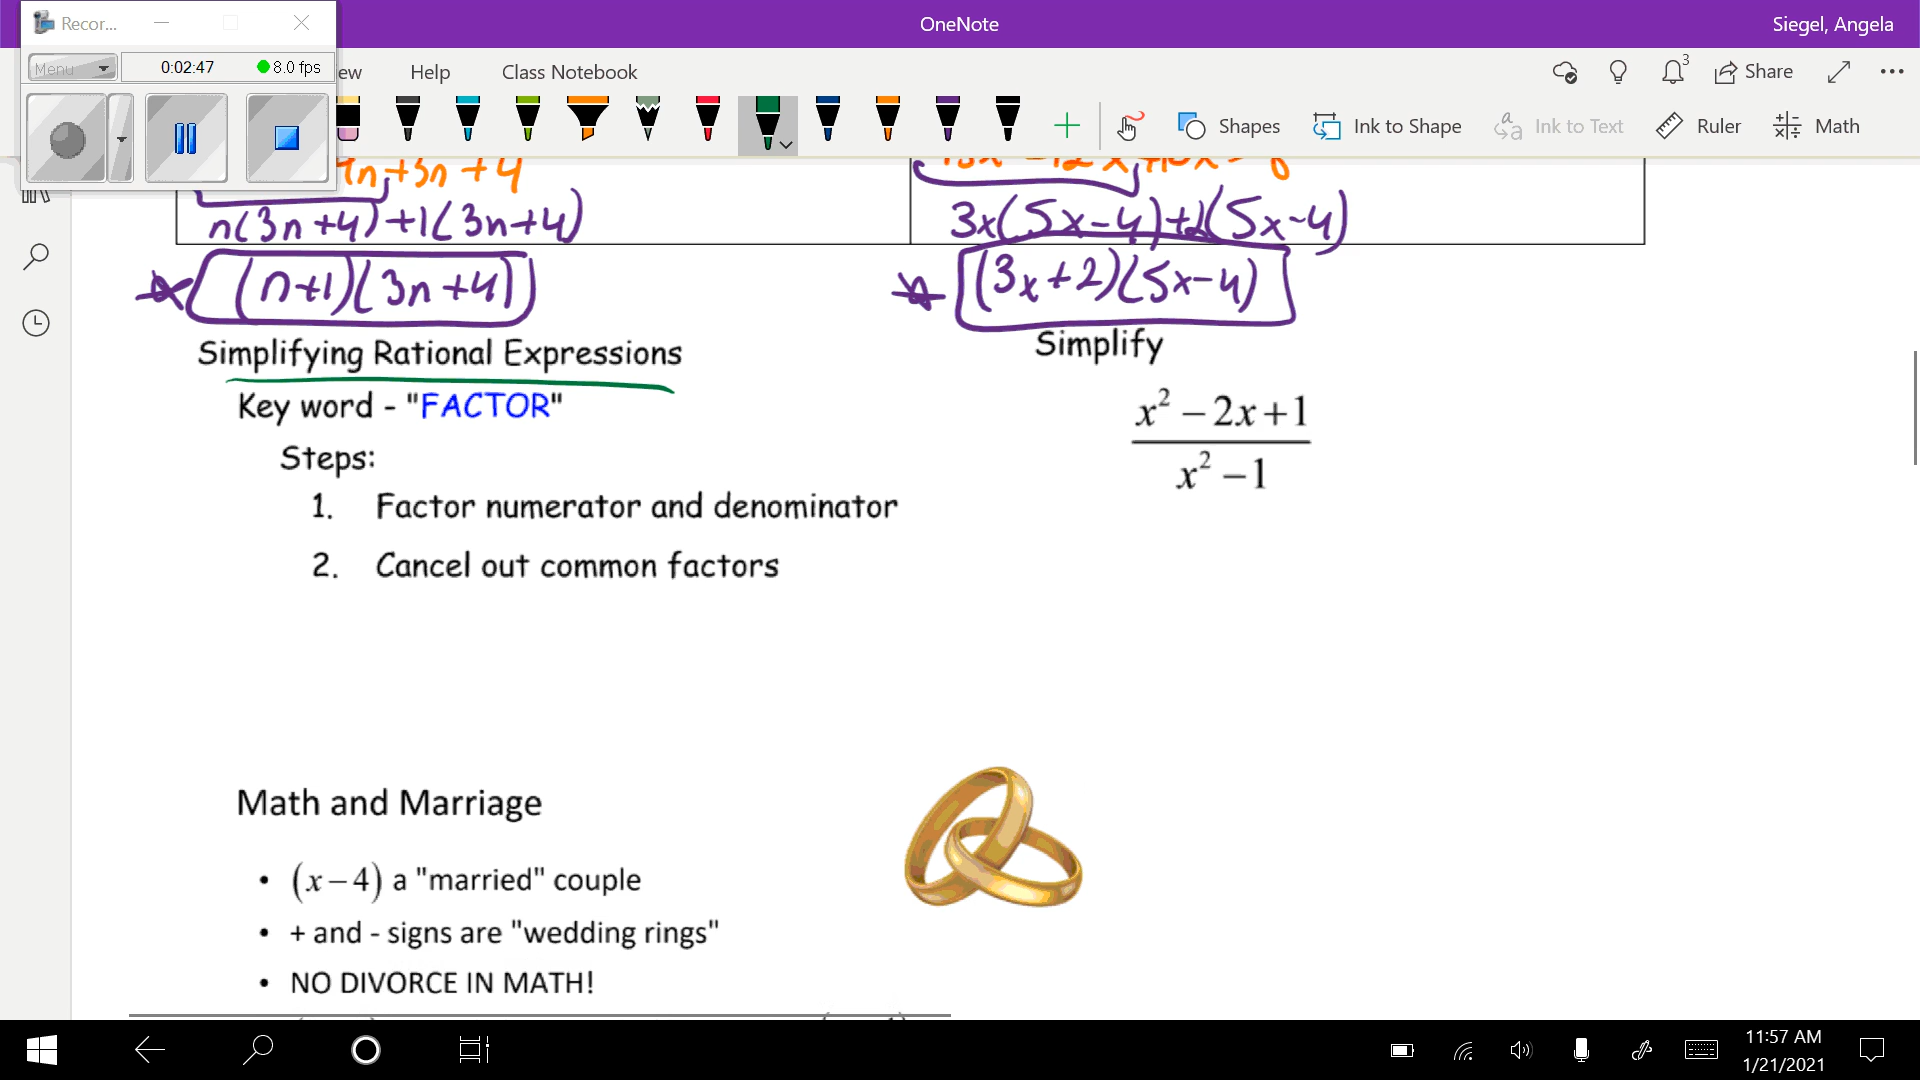 Recor...
OneNote
Siegel, Angela
Menu
0:02:47
8.0 fps
ew
Help
Class Notebook
3
Share
Shapes
Ink to Shape
Ink to Text
Ruler
Math
4n+3n+4
n(3n+4)+1(3n+4)
3x(5x-4)+2(5x-4)
(n+1)(3n+4)
(3x+2)(5x-4)
Simplifying Rational Expressions
Simplify
Key word - "FACTOR"
x² − 2x + 1
x² − 1
Steps:
1. Factor numerator and denominator
2. Cancel out common factors
Math and Marriage
• (x − 4) a "married" couple
• + and - signs are "wedding rings"
• NO DIVORCE IN MATH!
11:57 AM
1/21/2021